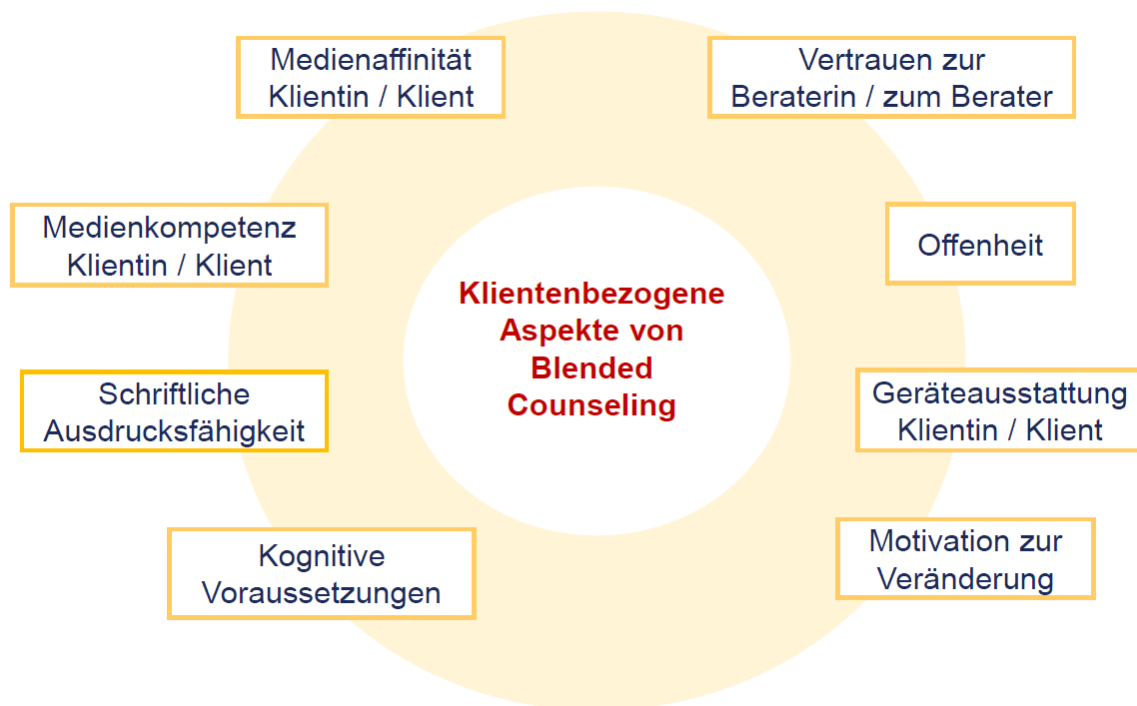 Medienaffinität
Klientin / Klient
Vertrauen zur
Beraterin / zum Berater
Medienkompetenz
Klientin / Klient
Offenheit
Klientenbezogene
Aspekte von
Blended
Counseling
Schriftliche
Ausdrucksfähigkeit
Geräteausstattung
Klientin / Klient
Kognitive
Voraussetzungen
Motivation zur
Veränderung